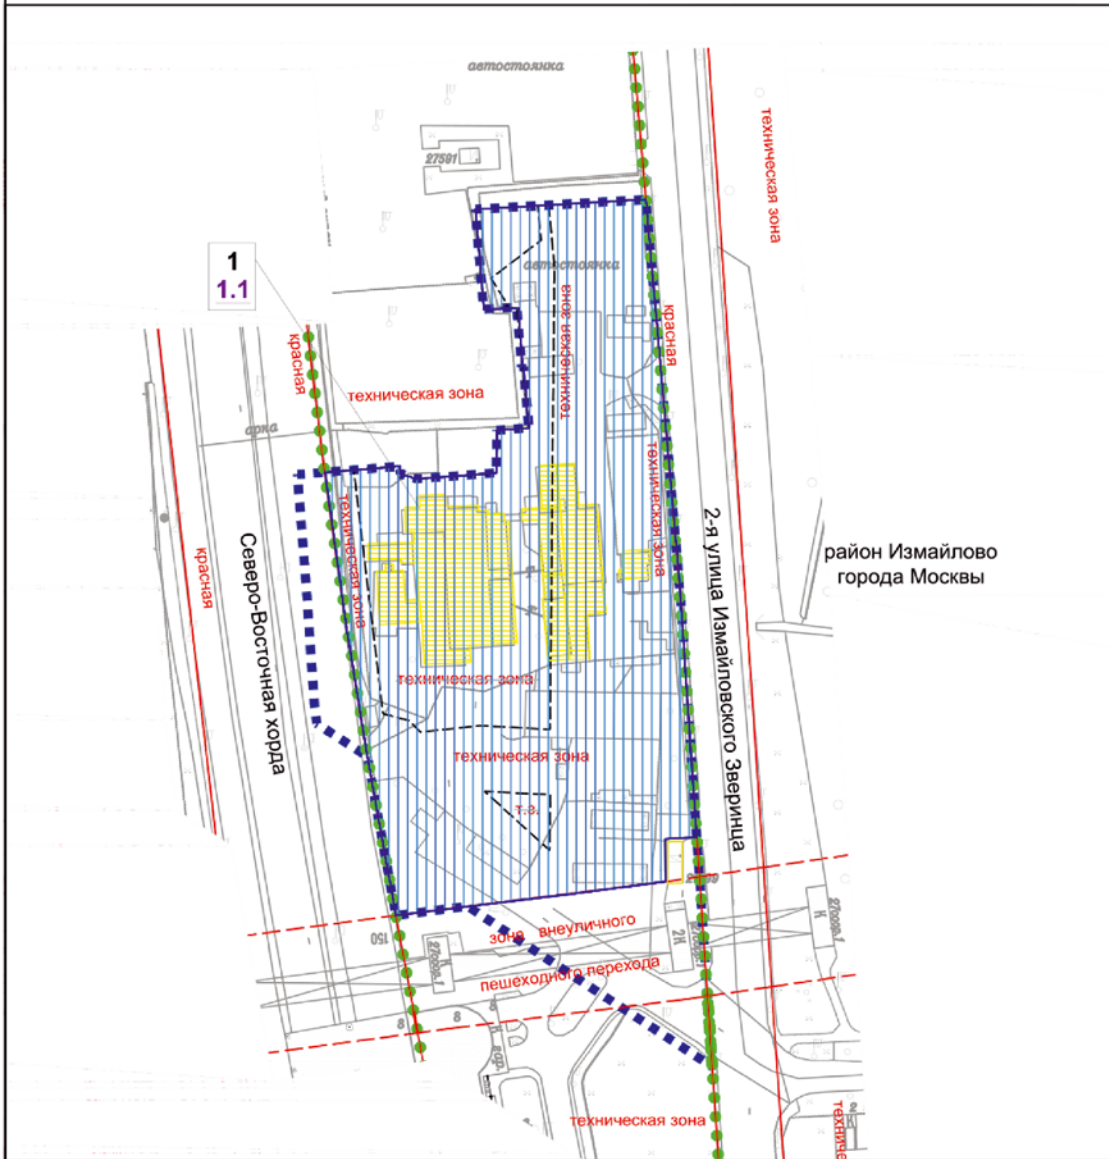 автостоянка
27591
техническая зона
1
1.1
автостоянка
техническая зона
красная
красная
техническая зона
арка
техническая зона
техническая зона
красная
Северо-Восточная хорда
2-я улица Измайловского Зверинца
район Измайлово
города Москвы
техническая зона
техническая зона
т.з.
зона внеуличного
пешеходного перехода
150
К
2К
К
270000.1
8
8
К
техническая зона